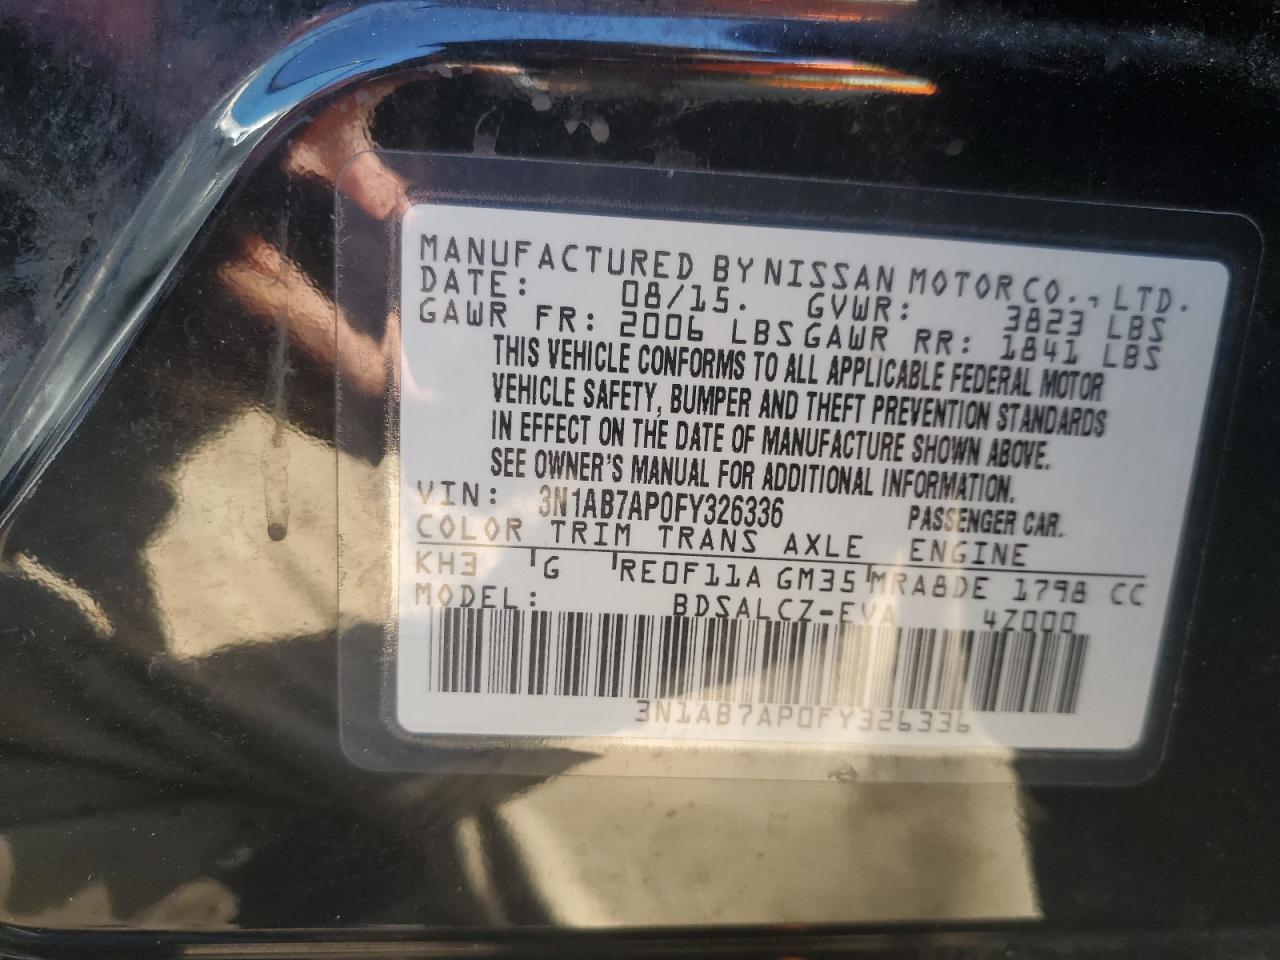 MANUFACTURED BY NISSAN MOTOR CO., LTD.
DATE: 08/15. GVWR: 3823 LBS
GAWR FR: 2006 LBS GAWR RR: 1841 LBS
THIS VEHICLE CONFORMS TO ALL APPLICABLE FEDERAL MOTOR
VEHICLE SAFETY, BUMPER AND THEFT PREVENTION STANDARDS
IN EFFECT ON THE DATE OF MANUFACTURE SHOWN ABOVE.
SEE OWNER'S MANUAL FOR ADDITIONAL INFORMATION.
VIN: 3N1AB7AP0FY326336 PASSENGER CAR.
COLOR TRIM TRANS AXLE ENGINE
KH3 G RE0F11A GM35 MRA8DE 1798 CC
MODEL: BDSALCZ-EVA 4Z000
3N1AB7AP0FY326336